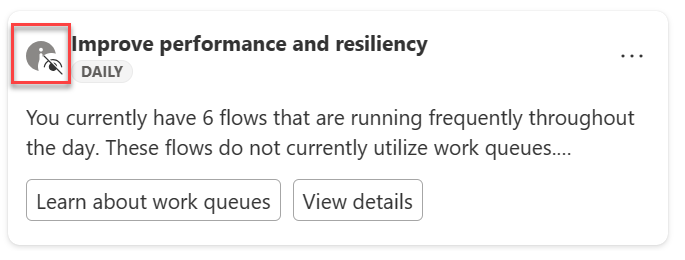 Improve performance and resiliency
DAILY
You currently have 6 flows that are running frequently throughout
the day. These flows do not currently utilize work queues....
Learn about work queues
View details